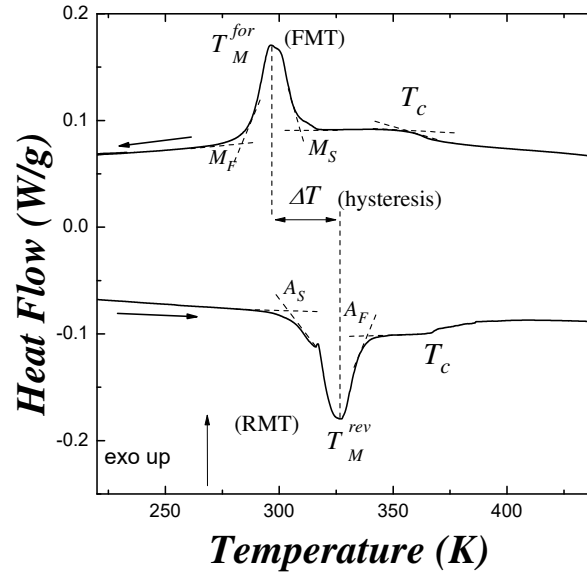 T_M^for (FMT)
0.2
T_c
0.1
M_F
M_S
ΔT (hysteresis)
0.0
A_S
A_F
-0.1
T_c
(RMT)
T_M^rev
-0.2
exo up
250
300
350
400
Temperature (K)
Heat Flow (W/g)